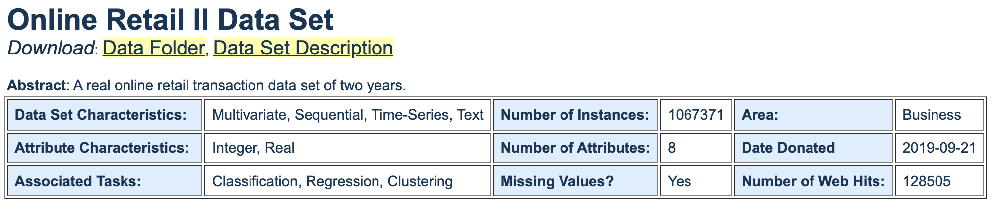 Online Retail II Data Set
Download: Data Folder, Data Set Description
Abstract: A real online retail transaction data set of two years.
Data Set Characteristics: Multivariate, Sequential, Time-Series, Text Number of Instances: 1067371 Area: Business
Attribute Characteristics: Integer, Real Number of Attributes: 8 Date Donated 2019-09-21
Associated Tasks: Classification, Regression, Clustering Missing Values? Yes Number of Web Hits: 128505